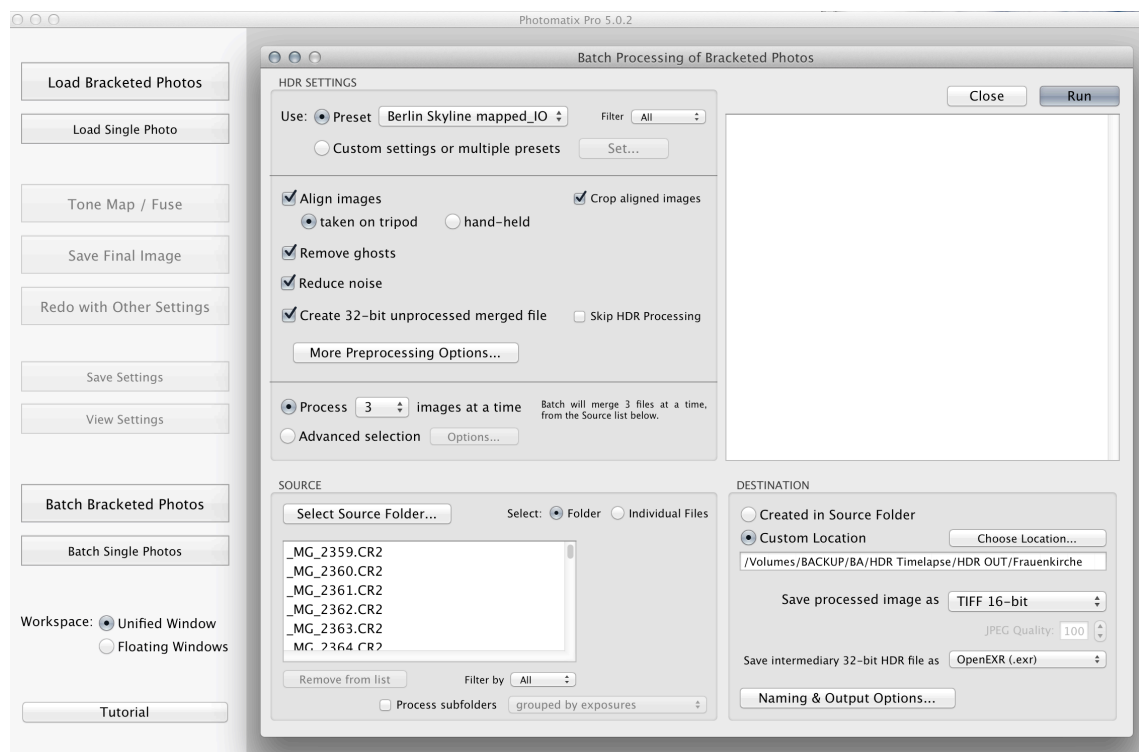 Photomatix Pro 5.0.2
Load Bracketed Photos
Load Single Photo
Tone Map / Fuse
Save Final Image
Redo with Other Settings
Save Settings
View Settings
Batch Bracketed Photos
Batch Single Photos
Workspace: Unified Window
Floating Windows
Tutorial
Batch Processing of Bracketed Photos
HDR SETTINGS
Close Run
Use: Preset Berlin Skyline mapped_IO Filter All
Custom settings or multiple presets Set...
Align images Crop aligned images
taken on tripod hand-held
Remove ghosts
Reduce noise
Create 32-bit unprocessed merged file Skip HDR Processing
More Preprocessing Options...
Process 3 images at a time
Batch will merge 3 files at a time,
from the Source list below.
Advanced selection Options...
SOURCE
Select Source Folder... Select: Folder Individual Files
_MG_2359.CR2
_MG_2360.CR2
_MG_2361.CR2
_MG_2362.CR2
_MG_2363.CR2
_MG_2364.CR2
Remove from list Filter by All
Process subfolders grouped by exposures
DESTINATION
Created in Source Folder
Custom Location Choose Location...
/Volumes/BACKUP/BA/HDR Timelapse/HDR OUT/Frauenkirche
Save processed image as TIFF 16-bit
JPEG Quality: 100
Save intermediary 32-bit HDR file as OpenEXR (.exr)
Naming & Output Options...